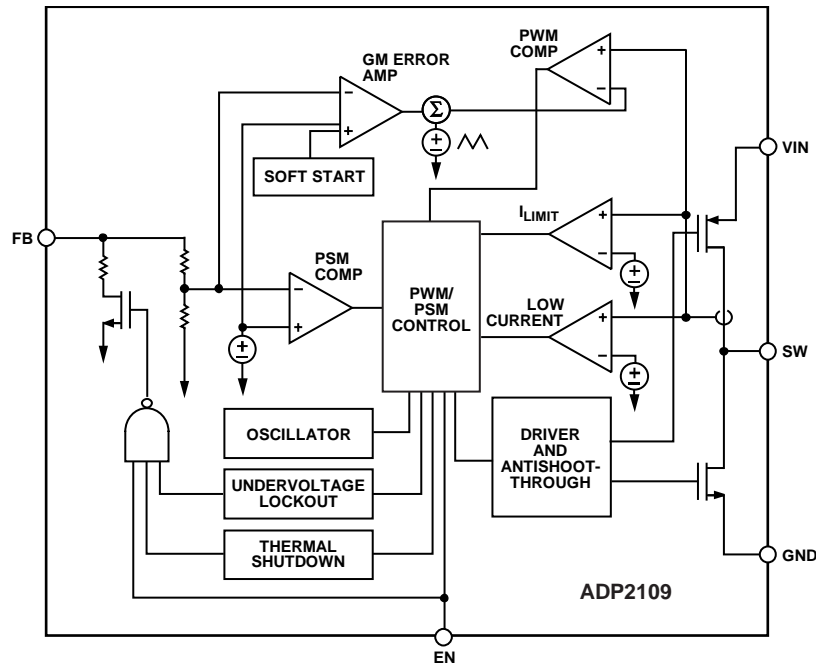 PWM
COMP
GM ERROR
AMP
+
−
−
+
Σ
+
−
SOFT START
VIN
FB
I LIMIT
+
−
+
−
PSM
COMP
−
+
PWM/
PSM
CONTROL
LOW
CURRENT
+
−
+
−
+
−
SW
OSCILLATOR
DRIVER
AND
ANTISHOOT-
THROUGH
UNDERVOLTAGE
LOCKOUT
THERMAL
SHUTDOWN
GND
ADP2109
EN